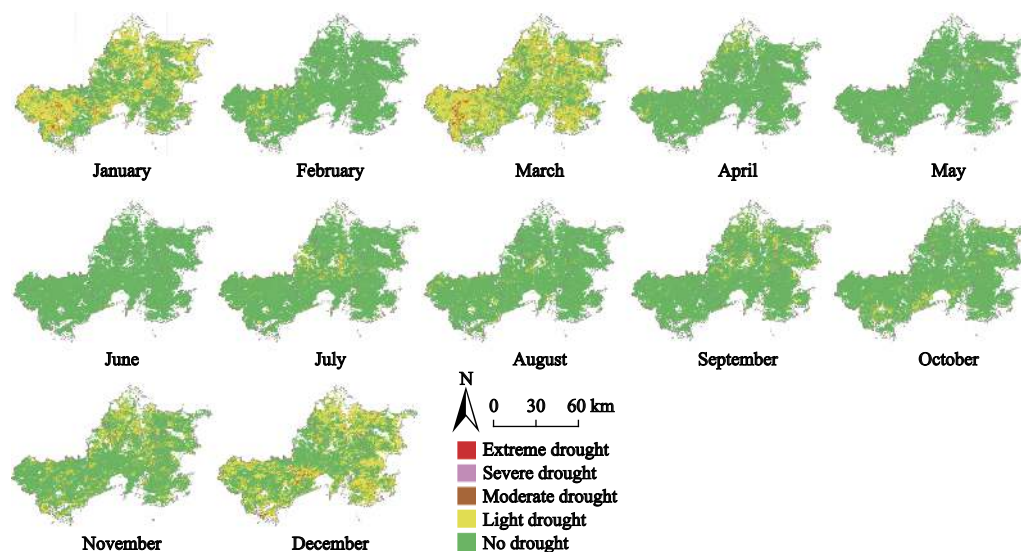 January
February
March
April
May
June
July
August
September
October
November
December
N
0 30 60 km
Extreme drought
Severe drought
Moderate drought
Light drought
No drought